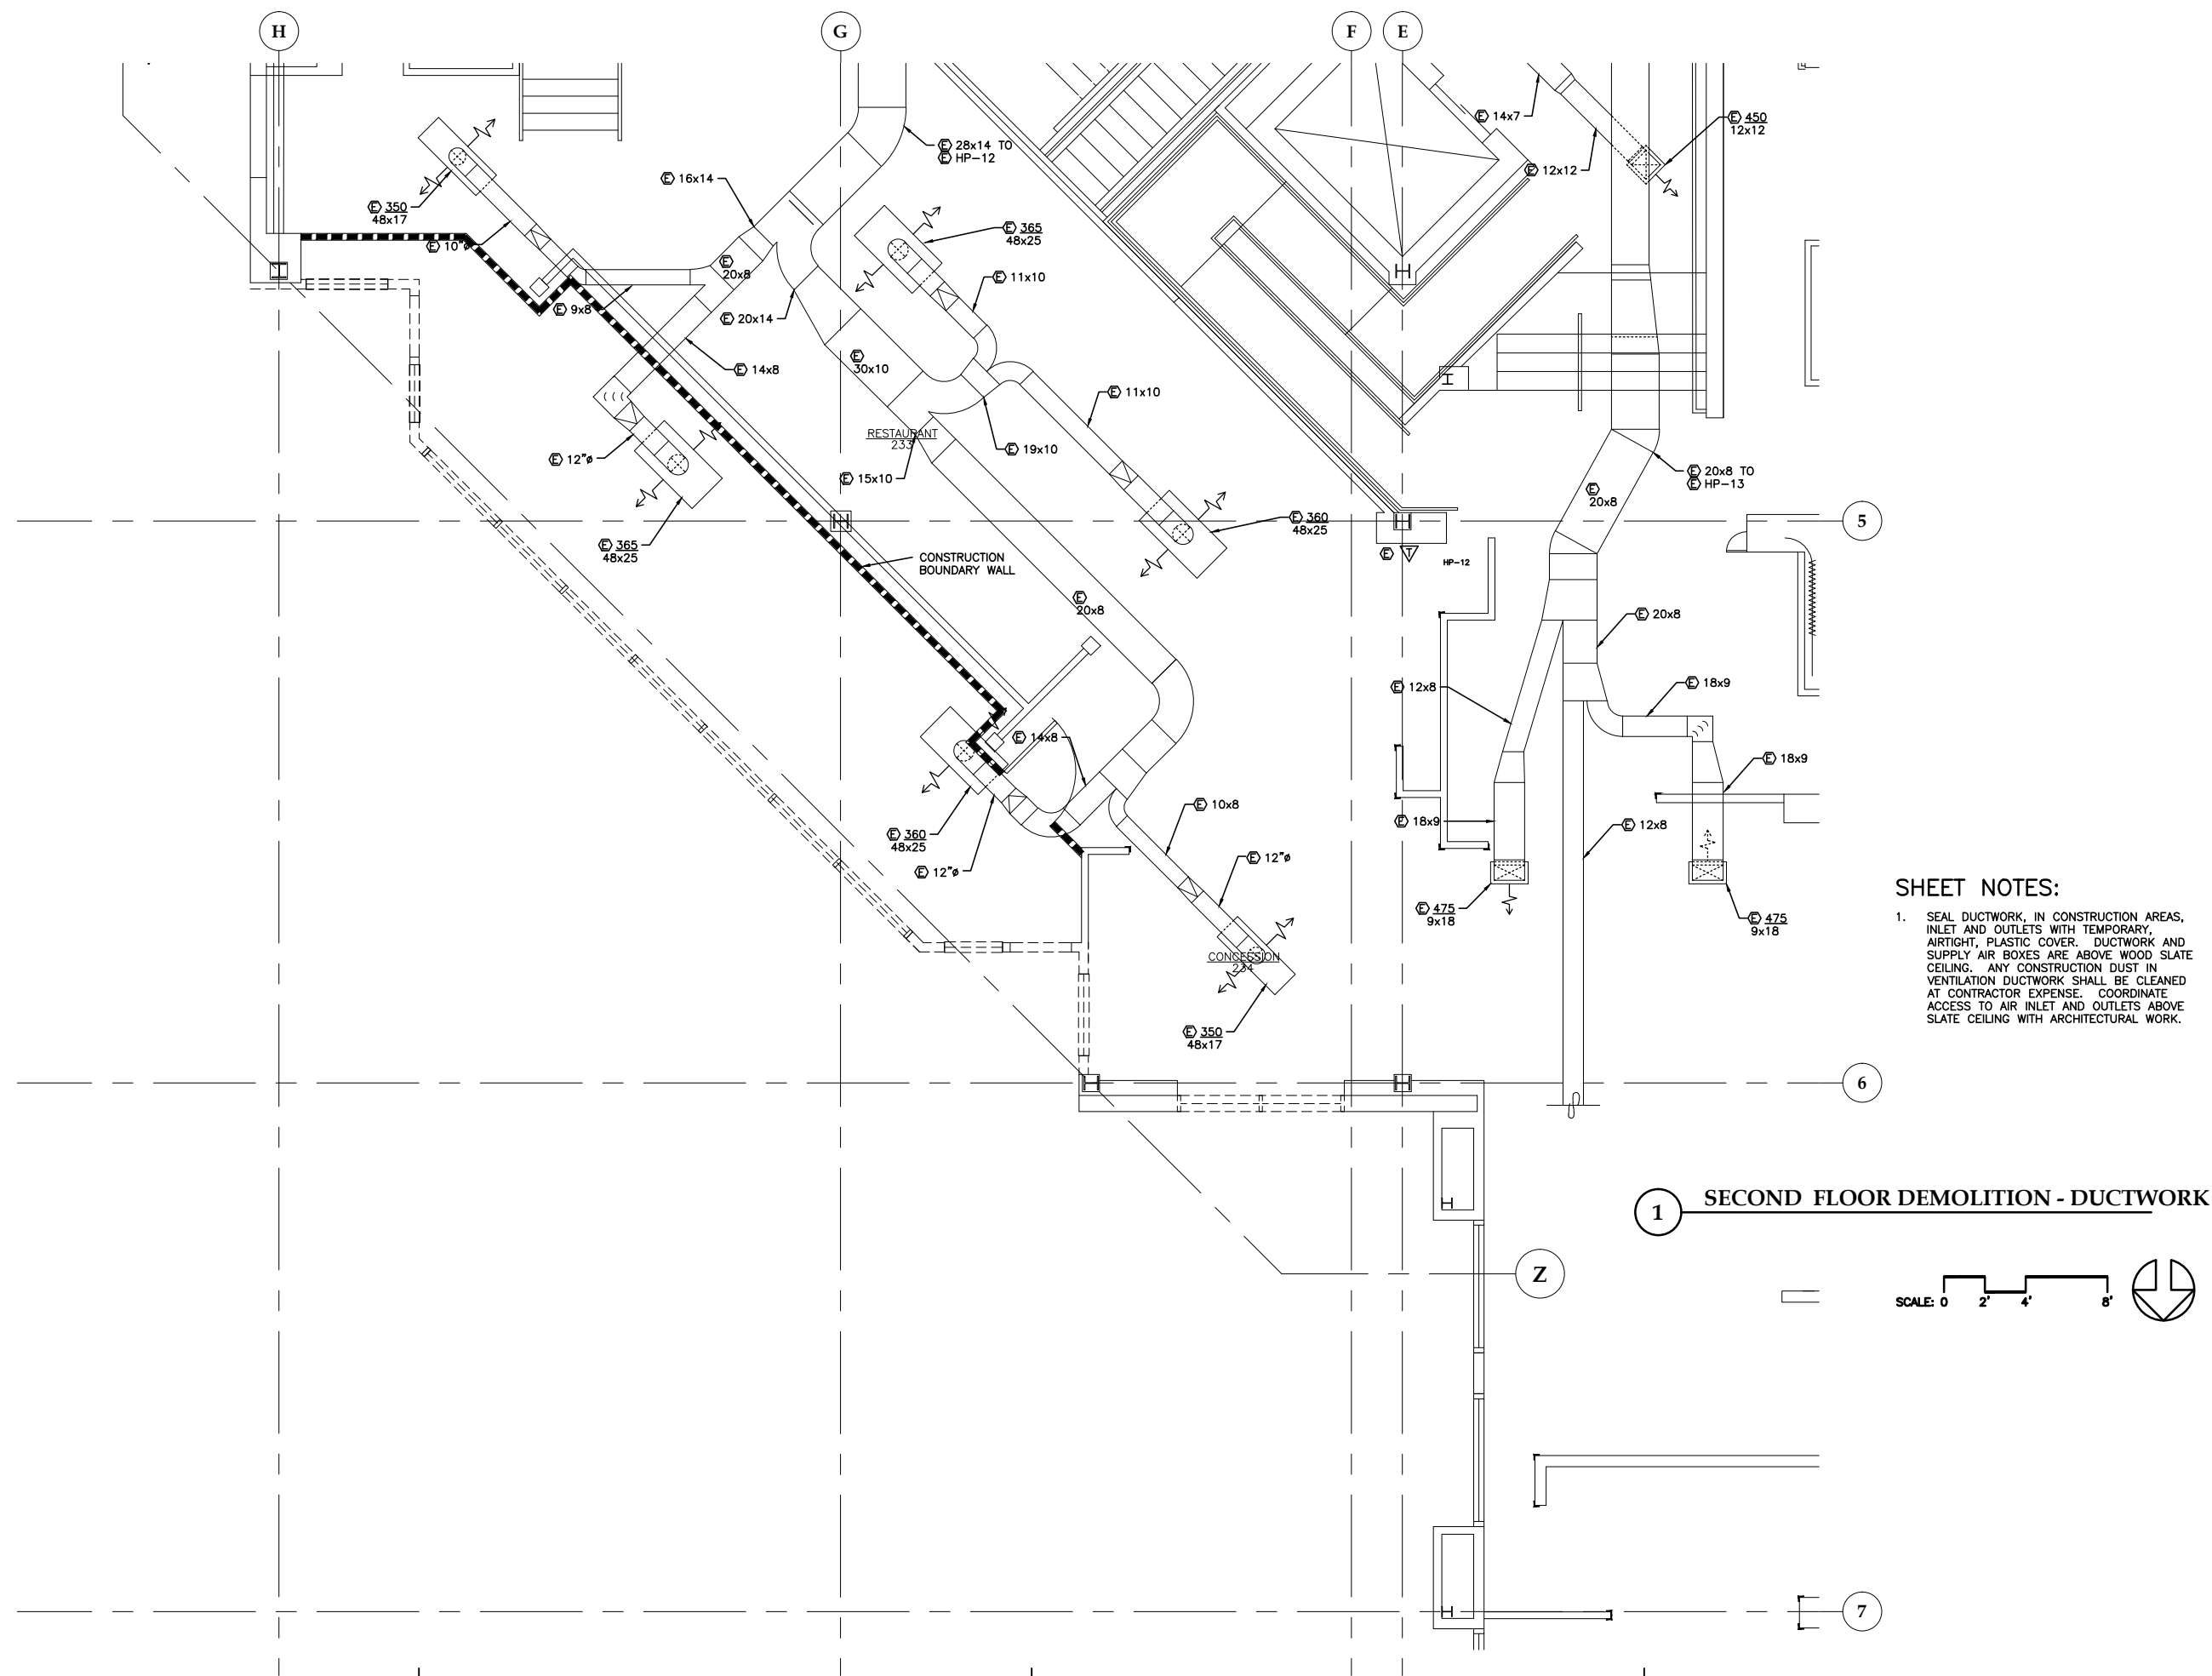 H
G
F
E
E 14x7
E 450
12x12
E 28x14 TO
E HP-12
E 12x12
E 16x14
E 350
48x17
E 365
48x25
E 10"ø
E
20x8
E 11x10
E 9x8
E 20x14
E
30x10
E 14x8
E 11x10
RESTAURANT
233
E 19x10
E 12"ø
E 15x10
E 20x8 TO
E HP-13
E
20x8
E 360
48x25
5
E 365
48x25
CONSTRUCTION
BOUNDARY WALL
E T
HP-12
E
20x8
E 20x8
E 12x8
E 18x9
E 14x8
E 18x9
E 10x8
E 360
48x25
E 18x9
E 12x8
E 12"ø
E 12"ø
E 475
9x18
E 475
9x18
CONCESSION
234
E 350
48x17
SHEET NOTES:
1. SEAL DUCTWORK, IN CONSTRUCTION AREAS,
INLET AND OUTLETS WITH TEMPORARY,
AIRTIGHT, PLASTIC COVER. DUCTWORK AND
SUPPLY AIR BOXES ARE ABOVE WOOD SLATE
CEILING. ANY CONSTRUCTION DUST IN
VENTILATION DUCTWORK SHALL BE CLEANED
AT CONTRACTOR EXPENSE. COORDINATE
ACCESS TO AIR INLET AND OUTLETS ABOVE
SLATE CEILING WITH ARCHITECTURAL WORK.
6
1 SECOND FLOOR DEMOLITION - DUCTWORK
Z
SCALE: 0 2' 4' 8'
7